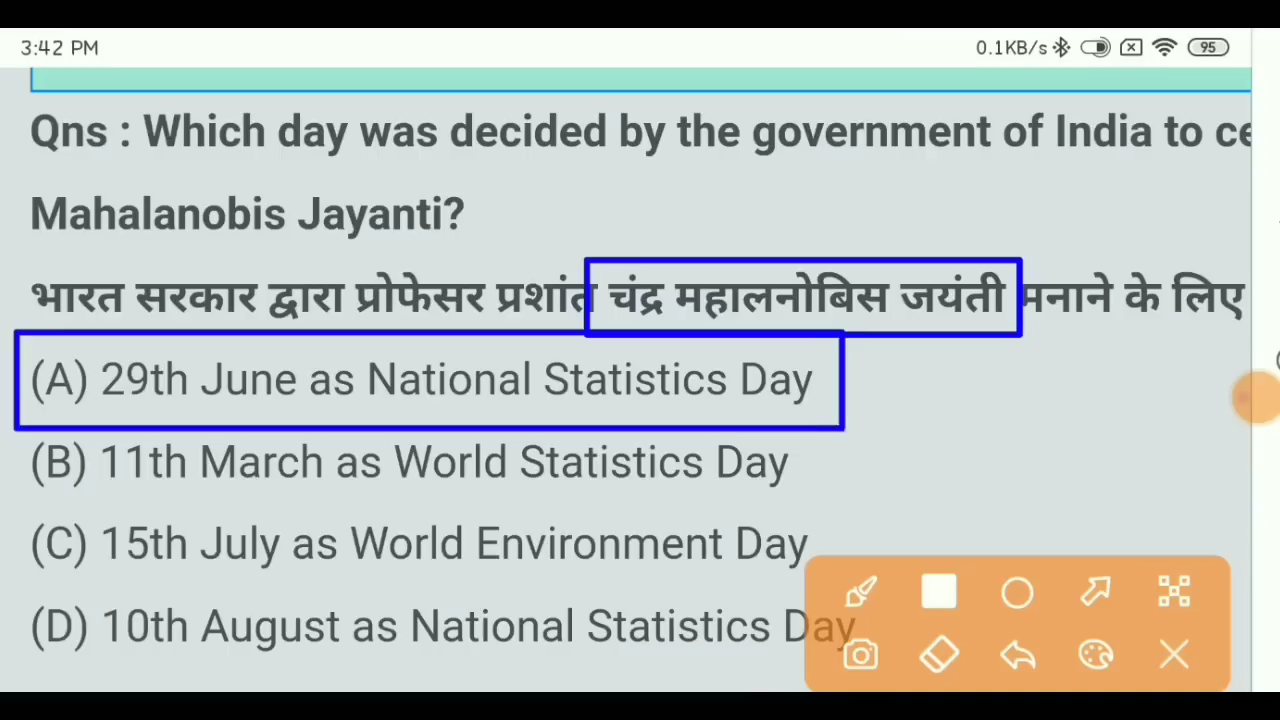 3:42 PM
0.1KB/s
95
Qns : Which day was decided by the government of India to ce
Mahalanobis Jayanti?
भारत सरकार द्वारा प्रोफेसर प्रशांत चंद्र महालनोबिस जयंती मनाने के लिए
(A) 29th June as National Statistics Day
(B) 11th March as World Statistics Day
(C) 15th July as World Environment Day
(D) 10th August as National Statistics Day